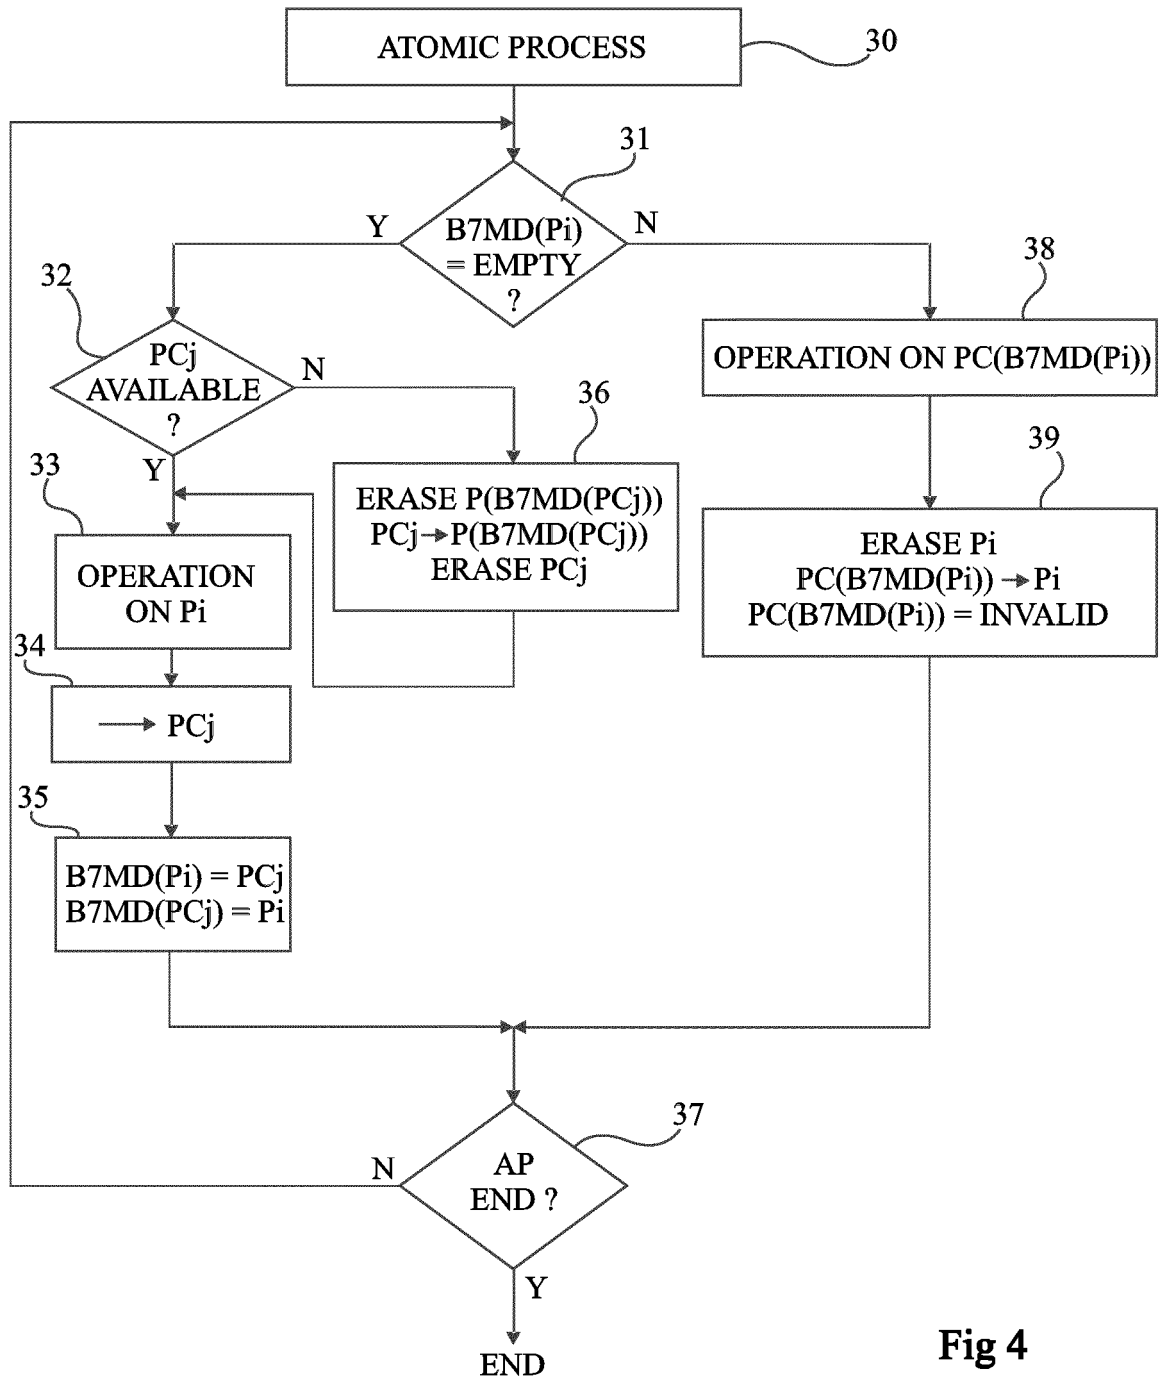 ATOMIC PROCESS
30
31
B7MD(Pi)
= EMPTY
?
Y
N
32
PCj
AVAILABLE
?
N
Y
38
OPERATION ON PC(B7MD(Pi))
36
ERASE P(B7MD(PCj))
PCj→P(B7MD(PCj))
ERASE PCj
39
ERASE Pi
PC(B7MD(Pi)) → Pi
PC(B7MD(Pi)) = INVALID
33
OPERATION
ON Pi
34
→ PCj
35
B7MD(Pi) = PCj
B7MD(PCj) = Pi
37
AP
END ?
N
Y
END
Fig 4